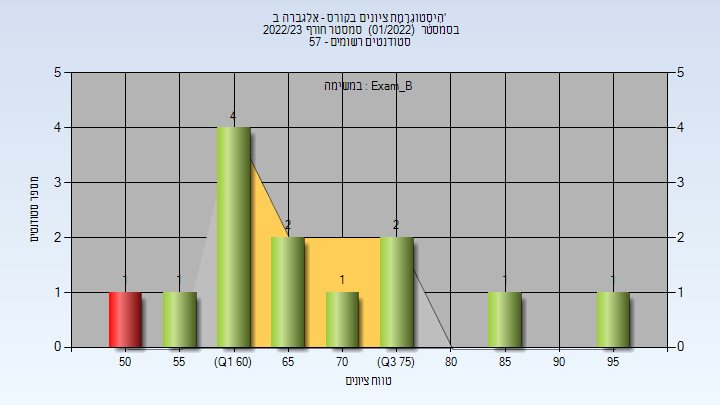 היסטוגרמת ציונים בקורס - אלגברה ב'
בסמסטר (01/2022) סמסטר חורף 2022/23
סטודנטים רשומים - 57
במשימה : Exam_B
מספר סטודנטים
5 5
4 4
3 3
2 2
1 1
0 0
1 1 4 2 1 2 1 1
50 55 (Q1 60) 65 70 (Q3 75) 80 85 90 95
טווח ציונים